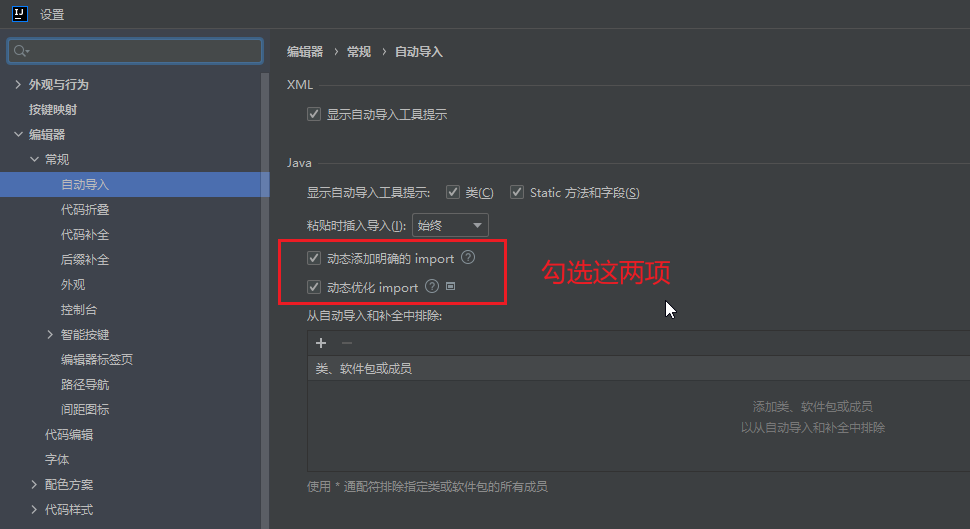 IJ 设置
外观与行为
按键映射
编辑器
常规
自动导入
代码折叠
代码补全
后缀补全
外观
控制台
智能按键
编辑器标签页
路径导航
间距图标
代码编辑
字体
配色方案
代码样式
编辑器 › 常规 › 自动导入
XML
显示自动导入工具提示
Java
显示自动导入工具提示: 类(C) Static 方法和字段(S)
粘贴时插入导入(I): 始终
动态添加明确的 import ?
动态优化 import ?
勾选这两项
从自动导入和补全中排除:
类、软件包或成员
添加类、软件包或成员
以从自动导入和补全中排除
使用 * 通配符排除指定类或软件包的所有成员